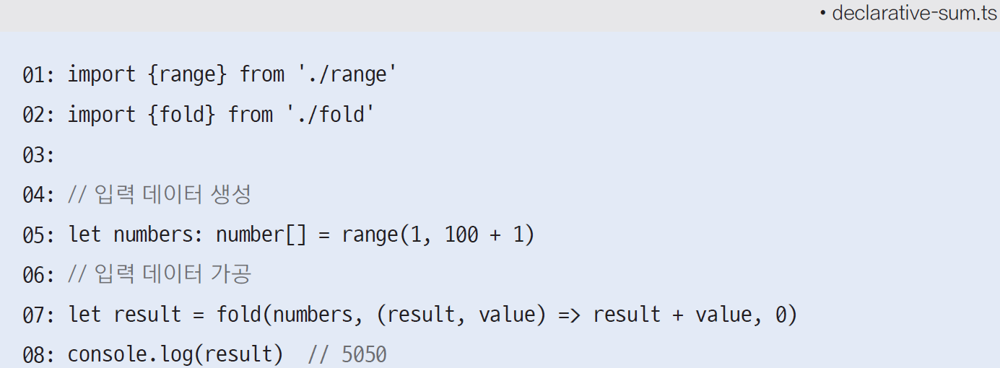 • declarative-sum.ts
01: import {range} from './range'
02: import {fold} from './fold'
03:
04: // 입력 데이터 생성
05: let numbers: number[] = range(1, 100 + 1)
06: // 입력 데이터 가공
07: let result = fold(numbers, (result, value) => result + value, 0)
08: console.log(result)  // 5050